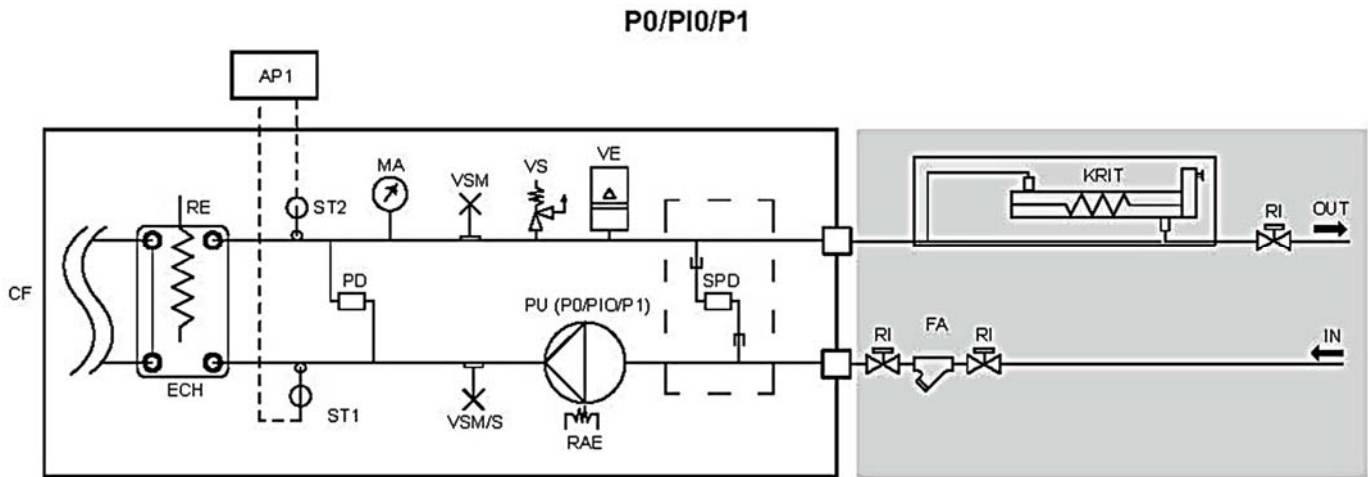 P0/PI0/P1
AP1
MA
VSM
VS
VE
KRIT
RI
OUT
RE
ST2
CF
PD
PU (P0/PIO/P1)
SPD
RI
FA
RI
IN
ECH
ST1
VSM/S
RAE